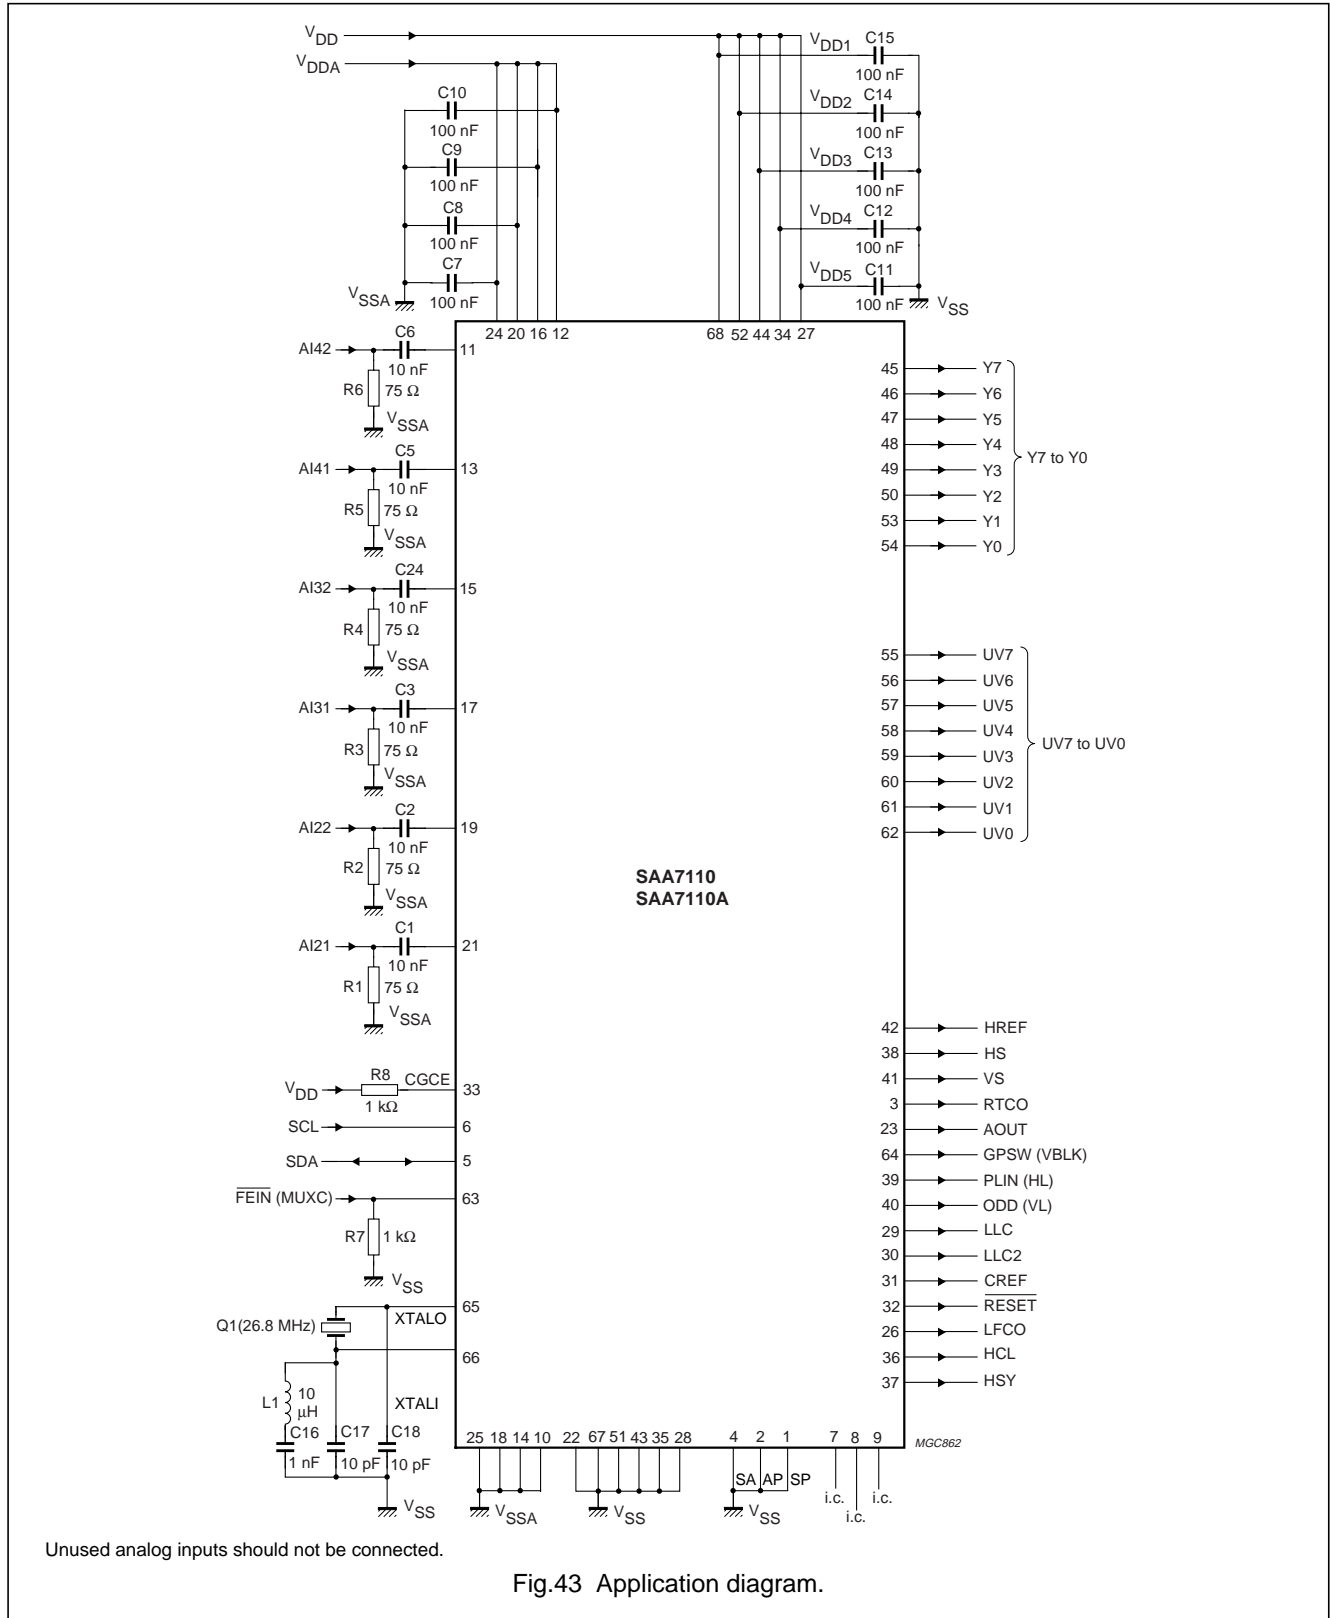 VDD
VDDA
C10
100 nF
C9
100 nF
C8
100 nF
C7
100 nF
VSSA
VDD1 C15
100 nF
VDD2 C14
100 nF
VDD3 C13
100 nF
VDD4 C12
100 nF
VDD5 C11
100 nF
VSS
24 20 16 12
68 52 44 34 27
AI42 C6 11
10 nF
R6 75 Ω
VSSA
AI41 C5 13
10 nF
R5 75 Ω
VSSA
AI32 C24 15
10 nF
R4 75 Ω
VSSA
AI31 C3 17
10 nF
R3 75 Ω
VSSA
AI22 C2 19
10 nF
R2 75 Ω
VSSA
AI21 C1 21
10 nF
R1 75 Ω
VSSA
VDD R8 CGCE 33
1 kΩ
SCL 6
SDA 5
FEIN (MUXC) 63
R7 1 kΩ
VSS
65
Q1(26.8 MHz) XTALO
66
L1 10 μH
XTALI
C16 C17 C18
1 nF 10 pF 10 pF
VSS
SAA7110
SAA7110A
45 Y7
46 Y6
47 Y5
48 Y4
49 Y3
50 Y2
53 Y1
54 Y0
Y7 to Y0
55 UV7
56 UV6
57 UV5
58 UV4
59 UV3
60 UV2
61 UV1
62 UV0
UV7 to UV0
42 HREF
38 HS
41 VS
3 RTCO
23 AOUT
64 GPSW (VBLK)
39 PLIN (HL)
40 ODD (VL)
29 LLC
30 LLC2
31 CREF
32 RESET
26 LFCO
36 HCL
37 HSY
25 18 14 10
VSSA
22 67 51 43 35 28
VSS
4 2 1
SA AP SP
VSS
7 8 9
i.c. i.c. i.c.
MGC862
Unused analog inputs should not be connected.
Fig.43 Application diagram.